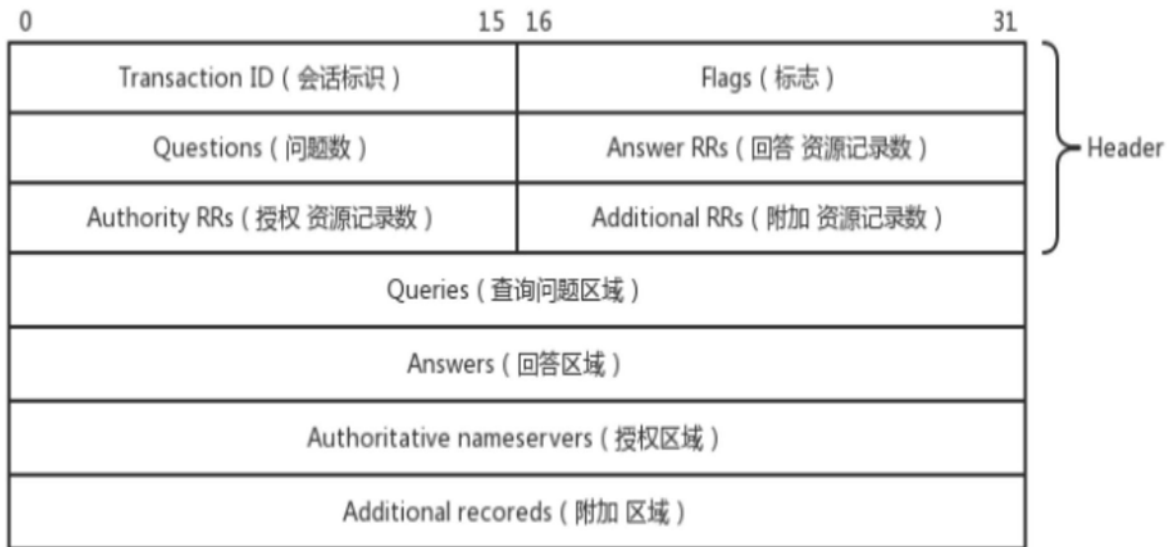 0 15 16 31
Transaction ID ( 会话标识 ) Flags ( 标志 )
Questions ( 问题数 ) Answer RRs ( 回答 资源记录数 ) Header
Authority RRs ( 授权 资源记录数 ) Additional RRs ( 附加 资源记录数 )
Queries ( 查询问题区域 )
Answers ( 回答区域 )
Authoritative nameservers ( 授权区域 )
Additional recoreds ( 附加 区域 )